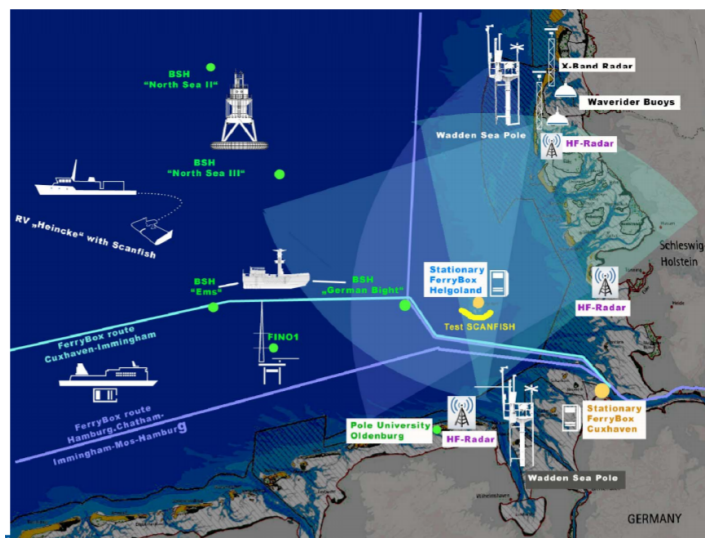 BSH
“North Sea II“
BSH
“North Sea III“
RV „Heincke“ with Scanfish
X-Band Radar
Waverider Buoys
Wadden Sea Pole
HF-Radar
Schleswig
Holstein
BSH
“Ems“
BSH
„German Bight“
Stationary
FerryBox
Helgoland
Test SCANFISH
HF-Radar
FerryBox route
Cuxhaven-Immingham
FINO1
FerryBox route
Hamburg-Chatham-
Immingham-Mos-Hamburg
Pole University
Oldenburg
HF-Radar
Stationary
FerryBox
Cuxhaven
Wadden Sea Pole
GERMANY